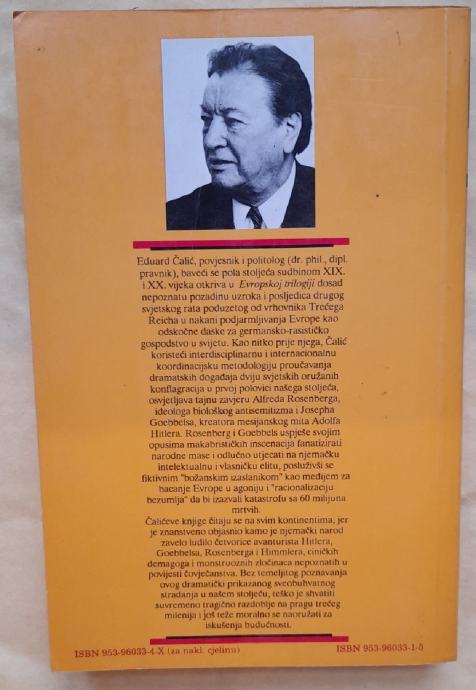 Eduard Čalić, povjesnik i politolog (dr. phil., dipl.
pravnik), baveći se pola stoljeća sudbinom XIX.
i XX. vijeka otkriva u Evropskoj trilogiji dosad
nepoznatu pozadinu uzroka i posljedica drugog
svjetskog rata poduzetog od vrhovnika Trećega
Reicha u nakani podjarmljivanja Evrope kao
odskočne daske za germansko-rasističko
gospodstvo u svijetu. Kao nitko prije njega, Čalić
koristeći interdisciplinarnu i internacionalnu
koordinacijsku metodologiju proučavanja
dramatskih događaja dviju svjetskih oružanih
konflagracija u prvoj polovici našega stoljeća,
osvjetljava tajnu zavjeru Alfreda Rosenberga,
ideologa biološkog antisemitizma i Josepha
Goebbelsa, kreatora mesijanskog mita Adolfa
Hitlera. Rosenberg i Goebbels uspješe svojim
opusima makabrističkih inscenacija fanatizirati
narodne mase i odlučno utjecati na njemačku
intelektualnu i vlasničku elitu, posluživši se
fiktivnim "božanskim izaslanikom" kao medijem za
bacanje Evrope u agoniju i "racionalizaciju
bezumlja" da bi izazvali katastrofu sa 60 milijuna
mrtvih.
Čalićeve knjige čitaju se na svim kontinentima, jer
je znanstveno objasnio kamo je njemački narod
zavelo ludilo četvorice avanturista Hitlera,
Goebbelsa, Rosenberga i Himmlera, ciničkih
demagoga i monstruoznih zločinaca nepoznatih u
povijesti čovječanstva. Bez temeljitog poznavanja
ovog dramatički prikazanog sveobuhvatnog
stradanja u našem stoljeću, teško je shvatiti
suvremeno tragično razdoblje na pragu trećeg
milenija i još teže moralno se naoružati za
iskušenja budućnosti.
ISBN 953-96033-4-X (za nakl. cjelinu) ISBN 953-96033-1-5